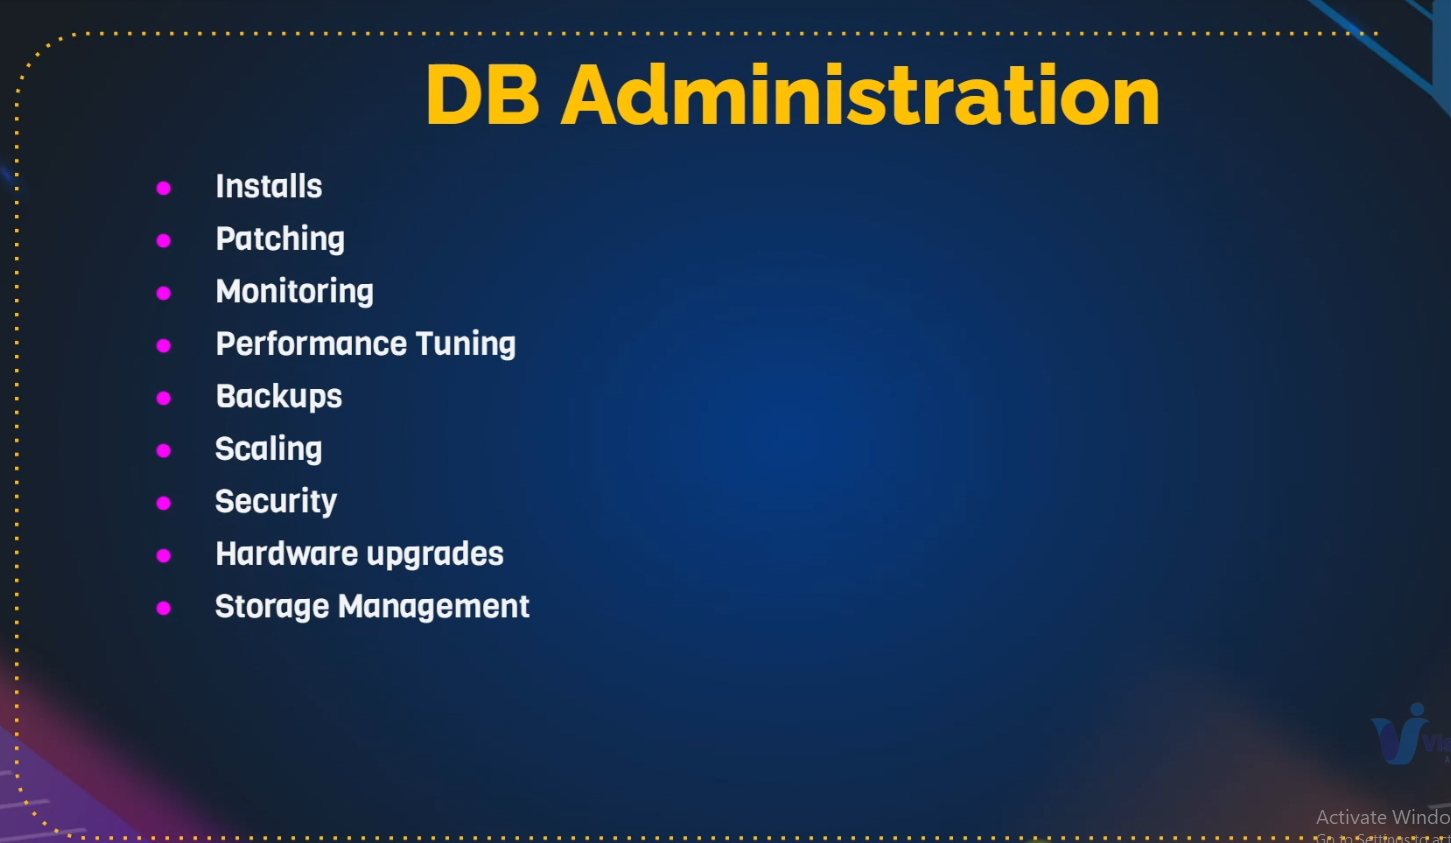 DB Administration
Installs
Patching
Monitoring
Performance Tuning
Backups
Scaling
Security
Hardware upgrades
Storage Management
Activate Windo
Go to Settings to act